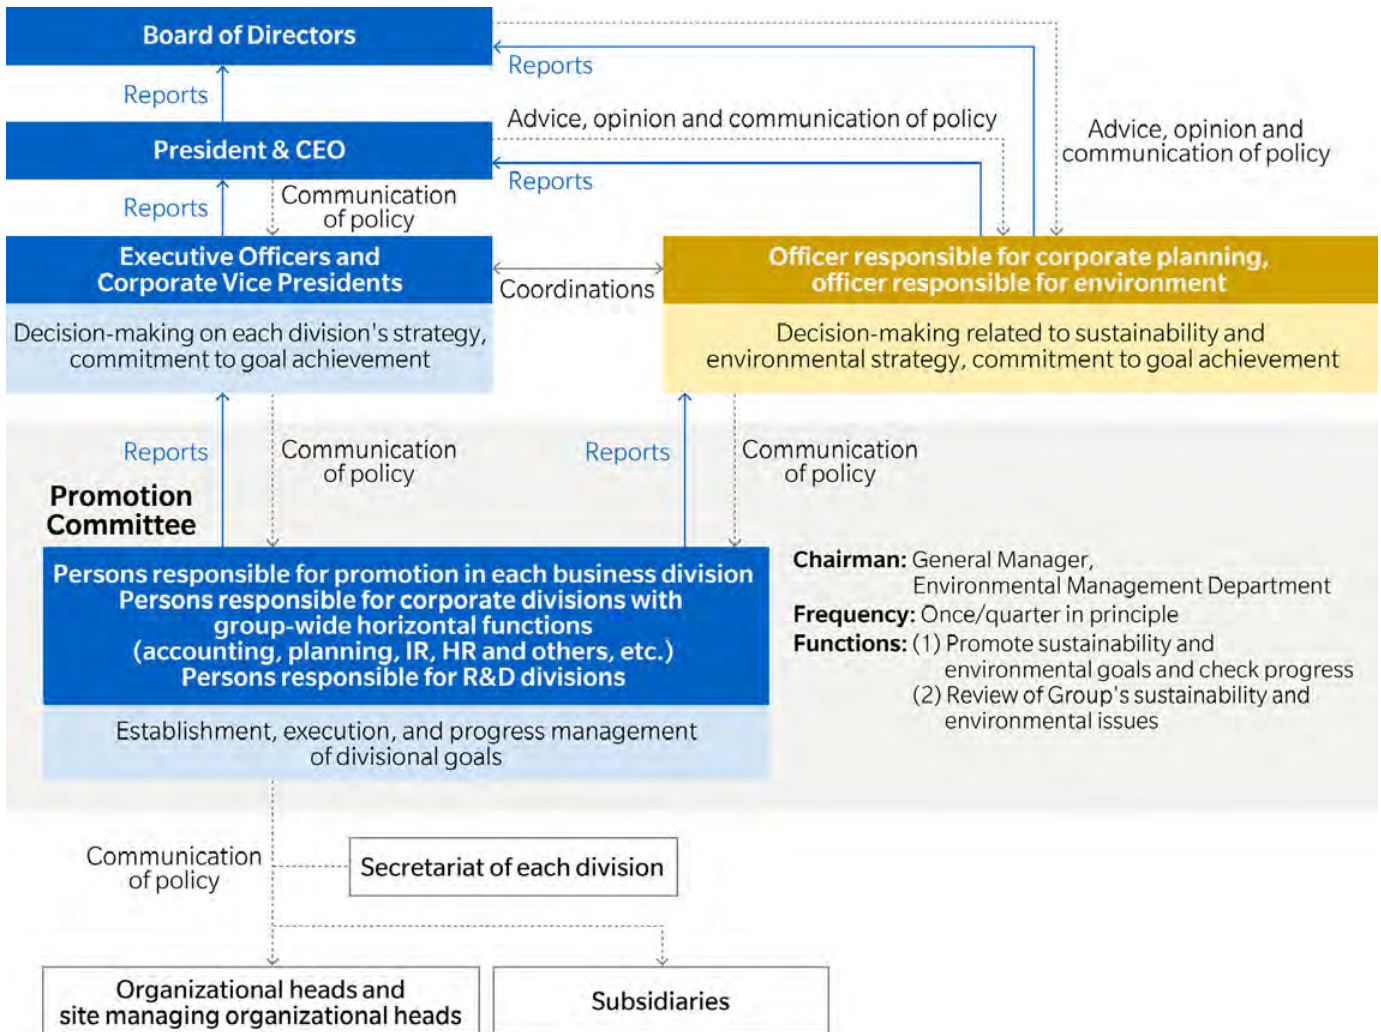 Board of Directors
Reports
Reports
Advice, opinion and communication of policy
Advice, opinion and
communication of policy
President & CEO
Reports
Communication
of policy
Reports
Executive Officers and
Corporate Vice Presidents
Coordinations
Officer responsible for corporate planning,
officer responsible for environment
Decision-making on each division's strategy,
commitment to goal achievement
Decision-making related to sustainability and
environmental strategy, commitment to goal achievement
Reports
Communication
of policy
Reports
Communication
of policy
Promotion
Committee
Persons responsible for promotion in each business division
Persons responsible for corporate divisions with
group-wide horizontal functions
(accounting, planning, IR, HR and others, etc.)
Persons responsible for R&D divisions
Establishment, execution, and progress management
of divisional goals
Chairman: General Manager,
Environmental Management Department
Frequency: Once/quarter in principle
Functions: (1) Promote sustainability and
environmental goals and check progress
(2) Review of Group's sustainability and
environmental issues
Communication
of policy
Secretariat of each division
Organizational heads and
site managing organizational heads
Subsidiaries